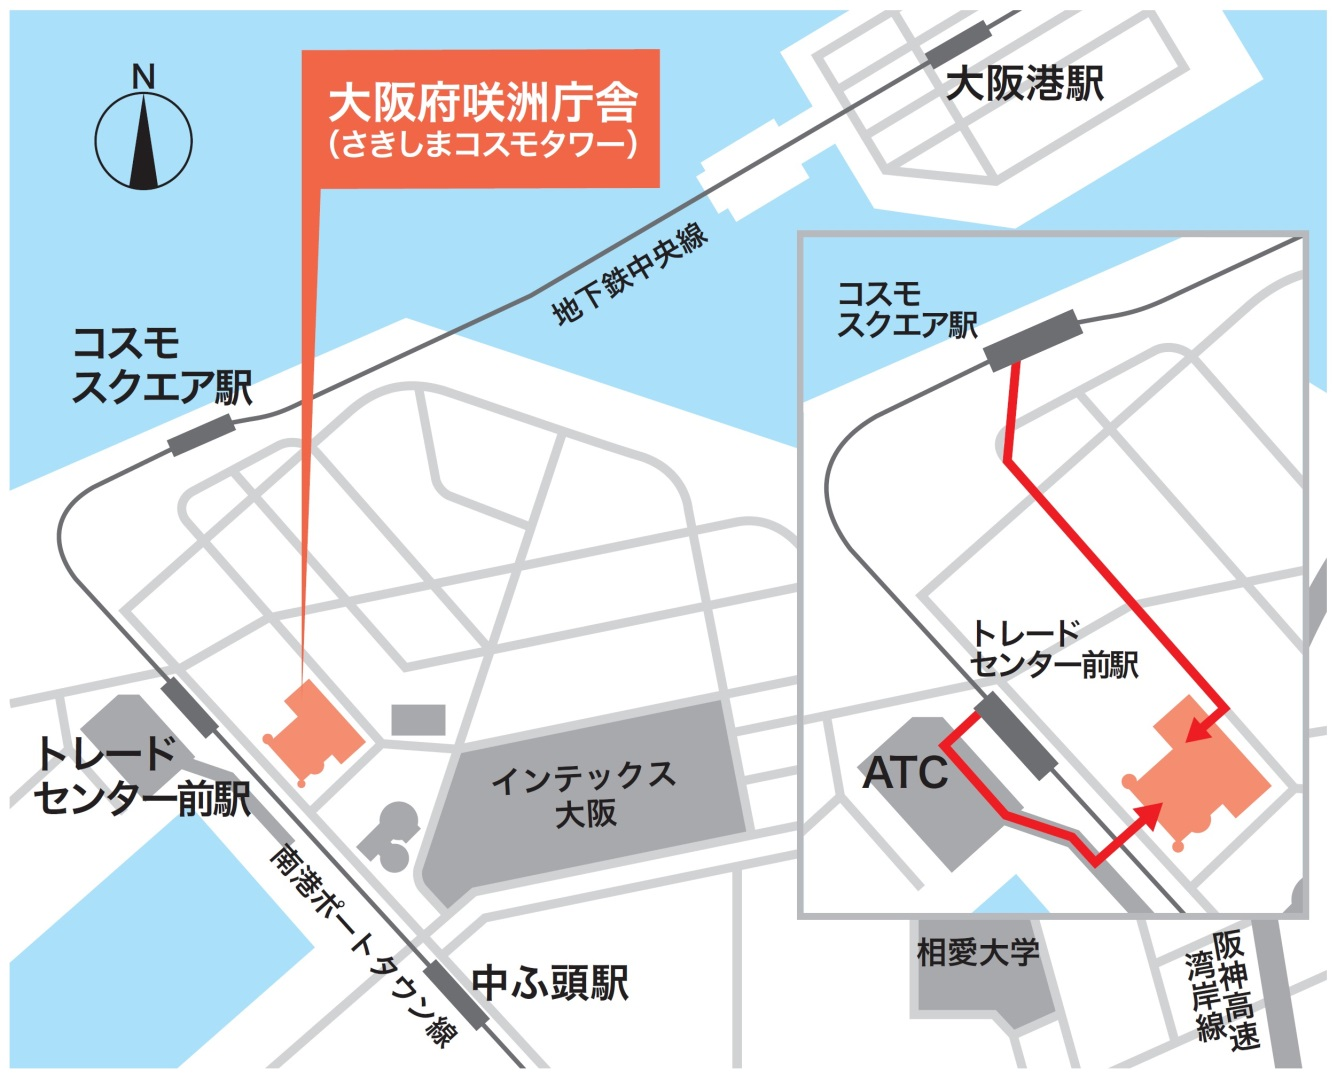 N
大阪府咲洲庁舎
(さきしまコスモタワー)
大阪港駅
地下鉄中央線
コスモ
スクエア駅
トレード
センター前駅
インテックス
大阪
南港ポートタウン線
中ふ頭駅
コスモ
スクエア駅
トレード
センター前駅
ATC
相愛大学
阪神高速
湾岸線